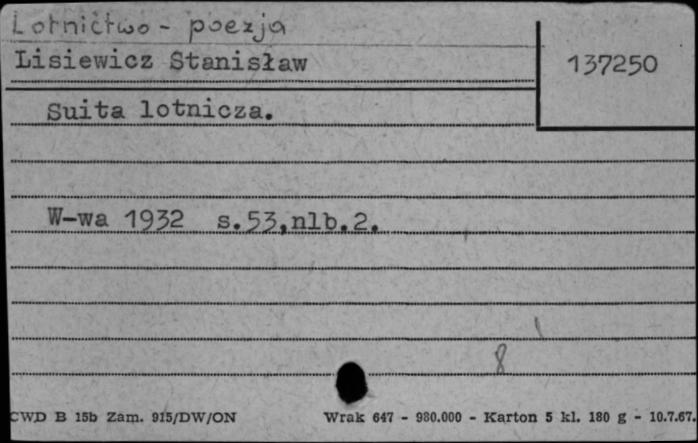 Lotnictwo - poezja
Lisiewicz Stanisław
137250
Suita lotnicza.
W-wa 1932 s.53,nlb.2.
8
CWD B 15b Zam. 915/DW/ON Wrak 647 - 980.000 - Karton 5 kl. 180 g - 10.7.67.